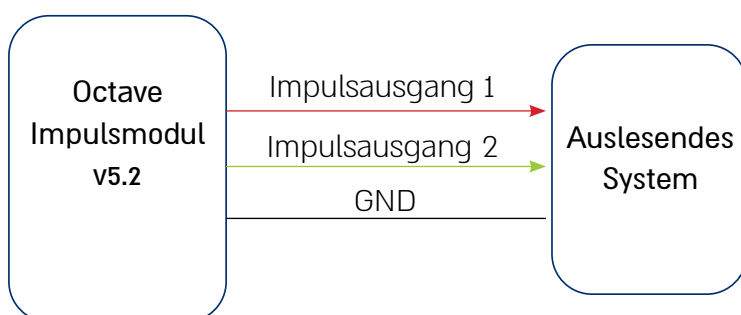 Octave
Impulsmodul
v5.2
Impulsausgang 1
Impulsausgang 2
GND
Auslesendes
System